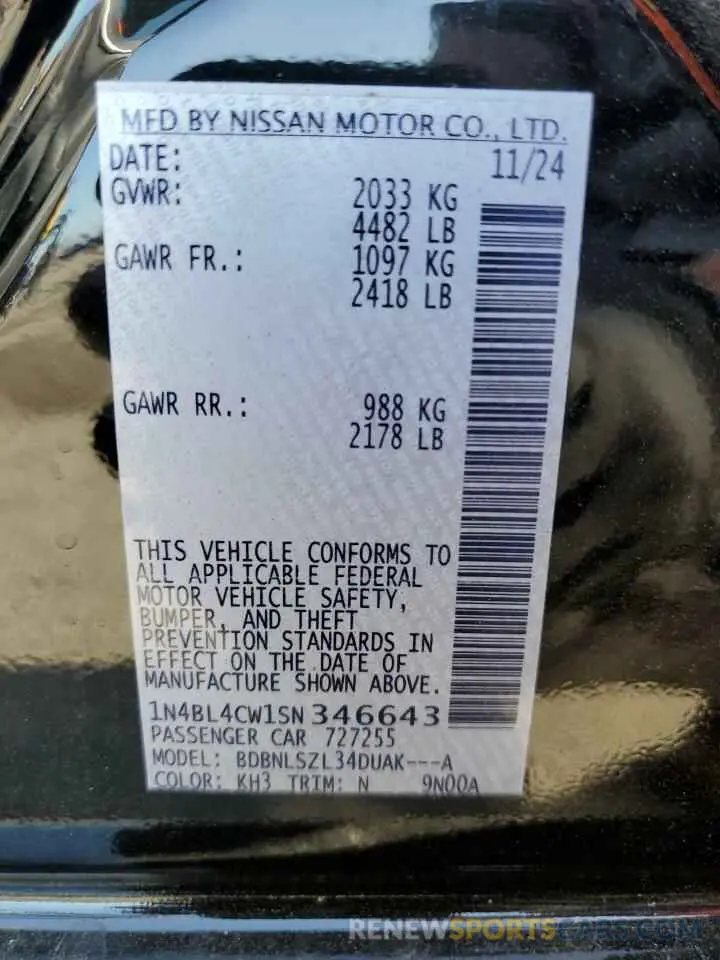 MFD BY NISSAN MOTOR CO., LTD.
DATE: 11/24
GVWR: 2033 KG
4482 LB
GAWR FR.: 1097 KG
2418 LB
GAWR RR.: 988 KG
2178 LB
THIS VEHICLE CONFORMS TO
ALL APPLICABLE FEDERAL
MOTOR VEHICLE SAFETY,
BUMPER, AND THEFT
PREVENTION STANDARDS IN
EFFECT ON THE DATE OF
MANUFACTURE SHOWN ABOVE.
1N4BL4CW1SN346643
PASSENGER CAR 727255
MODEL: BDBNLSZL34DUAK---A
COLOR: KH3 TRIM: N 9N00A
RENEWSPORTSCARS.COM